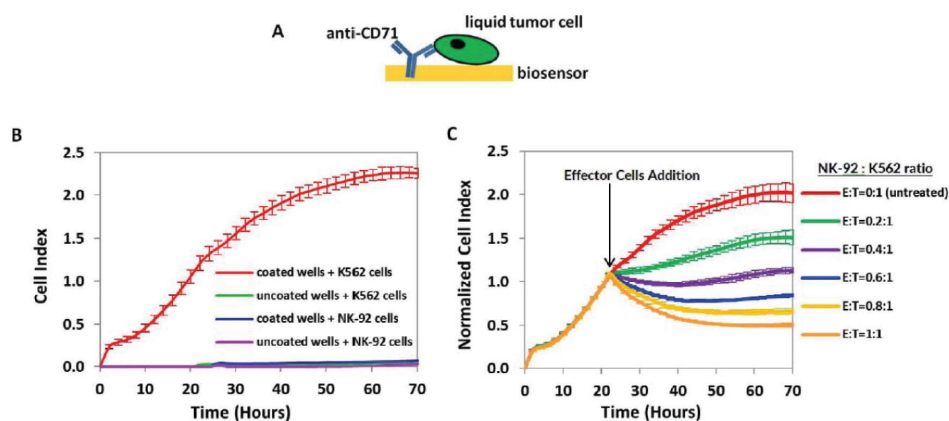 A
anti-CD71
liquid tumor cell
biosensor
B
Cell Index
2.5
2.0
1.5
1.0
0.5
0.0
coated wells + K562 cells
uncoated wells + K562 cells
coated wells + NK-92 cells
uncoated wells + NK-92 cells
0 10 20 30 40 50 60 70
Time (Hours)
C
Normalized Cell Index
2.5
2.0
1.5
1.0
0.5
0.0
Effector Cells Addition
0 10 20 30 40 50 60 70
Time (Hours)
NK-92 : K562 ratio
E:T=0:1 (untreated)
E:T=0.2:1
E:T=0.4:1
E:T=0.6:1
E:T=0.8:1
E:T=1:1